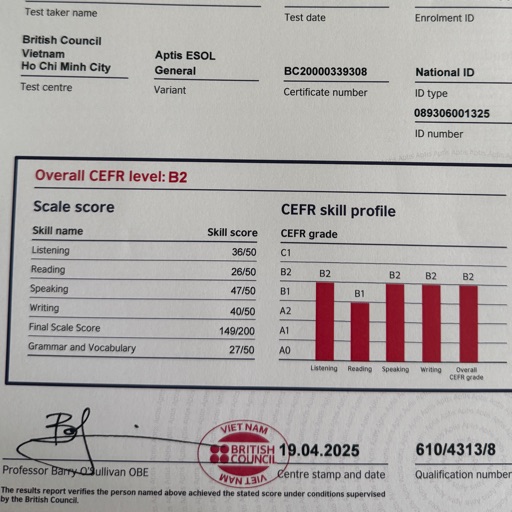 Test taker name
Test date
Enrolment ID
British Council
Vietnam
Ho Chi Minh City
Test centre
Aptis ESOL
General
Variant
BC20000339308
Certificate number
National ID
ID type
089306001325
ID number
Overall CEFR level: B2
Scale score
Skill name Skill score
Listening 36/50
Reading 26/50
Speaking 47/50
Writing 40/50
Final Scale Score 149/200
Grammar and Vocabulary 27/50
CEFR skill profile
CEFR grade
C1
B2
B1
A2
A1
A0
B2 B1 B2 B2 B2
Listening Reading Speaking Writing Overall
CEFR grade
Professor Barry O'Sullivan OBE
VIET NAM
BRITISH
COUNCIL
VIET NAM
19.04.2025
Centre stamp and date
610/4313/8
Qualification number
The results report verifies the person named above achieved the stated score under conditions supervised
by the British Council.